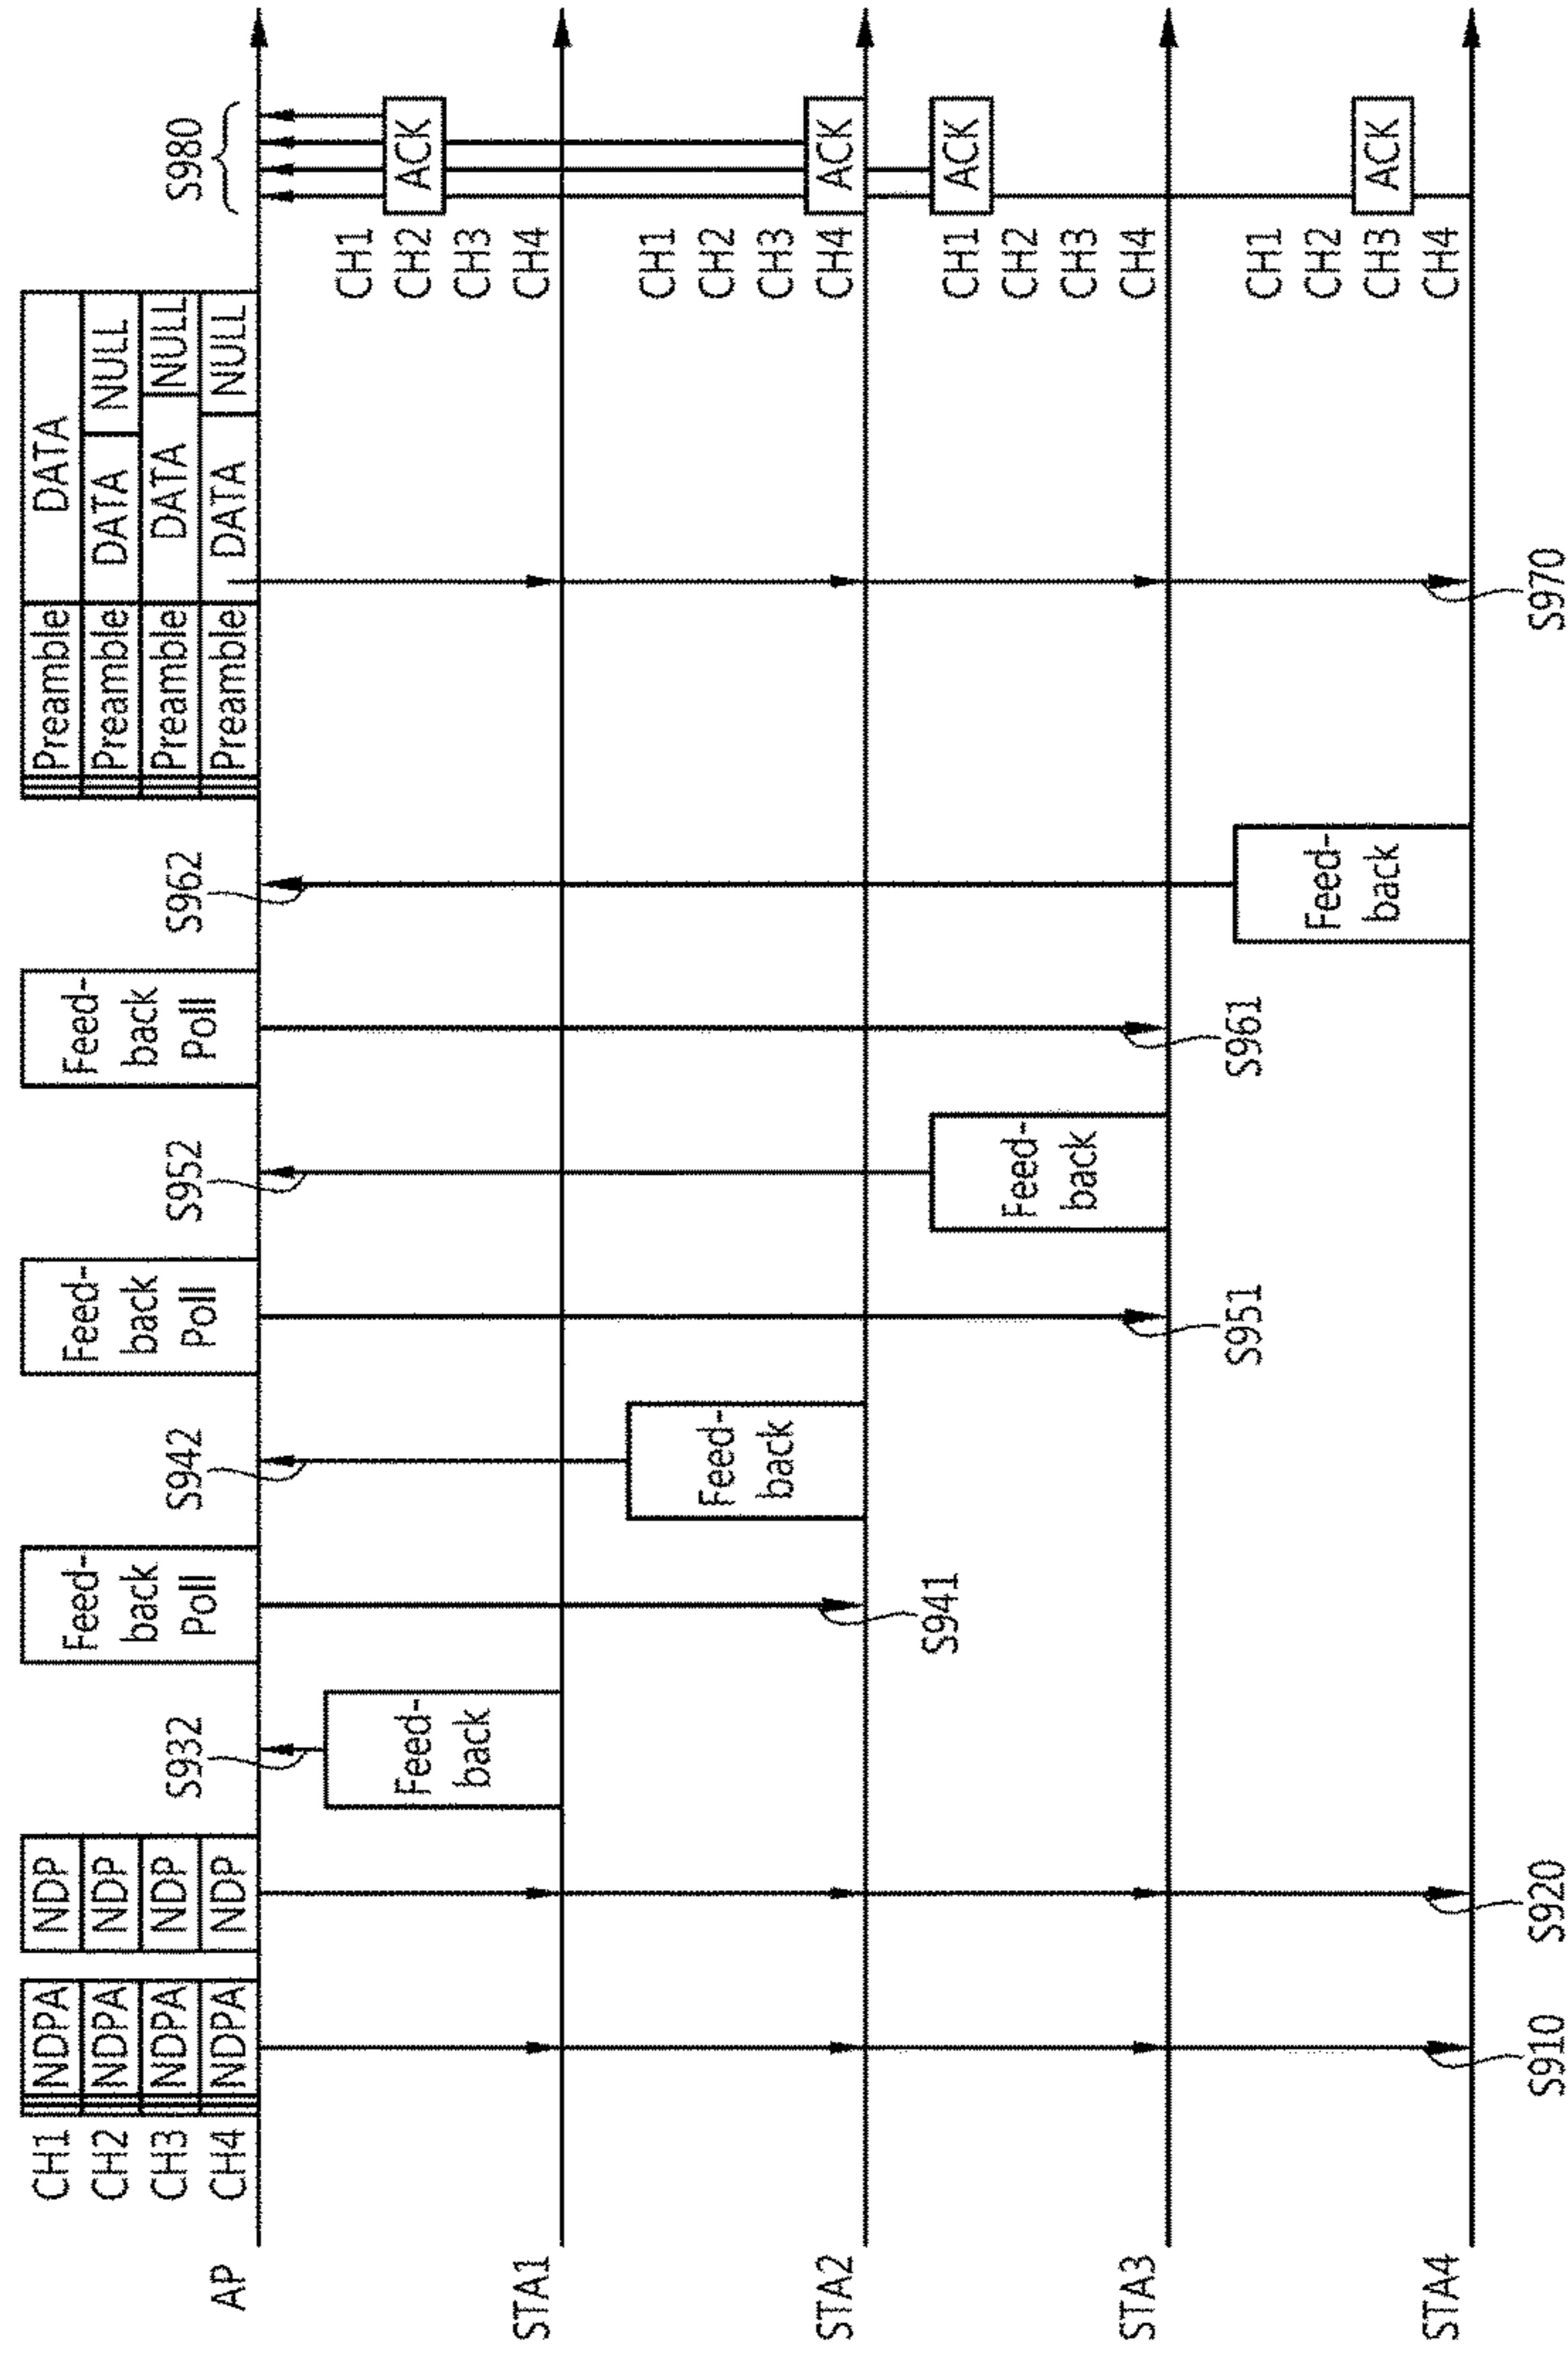 CH1
NDPA
NDP
Feed-
back
Poll
Feed-
back
Poll
Feed-
back
Poll
Preamble
DATA
CH2
NDPA
NDP
Preamble
DATA
NULL
CH3
NDPA
NDP
Preamble
DATA
NULL
CH4
NDPA
NDP
S932
S942
S952
S962
Preamble
DATA
NULL
S980
AP
Feed-
back
CH1
CH2
CH3
CH4
ACK
STA1
Feed-
back
S941
CH1
CH2
CH3
CH4
ACK
STA2
Feed-
back
S951
S961
CH1
CH2
CH3
CH4
ACK
STA3
Feed-
back
CH1
CH2
CH3
CH4
ACK
STA4
S910
S920
S970